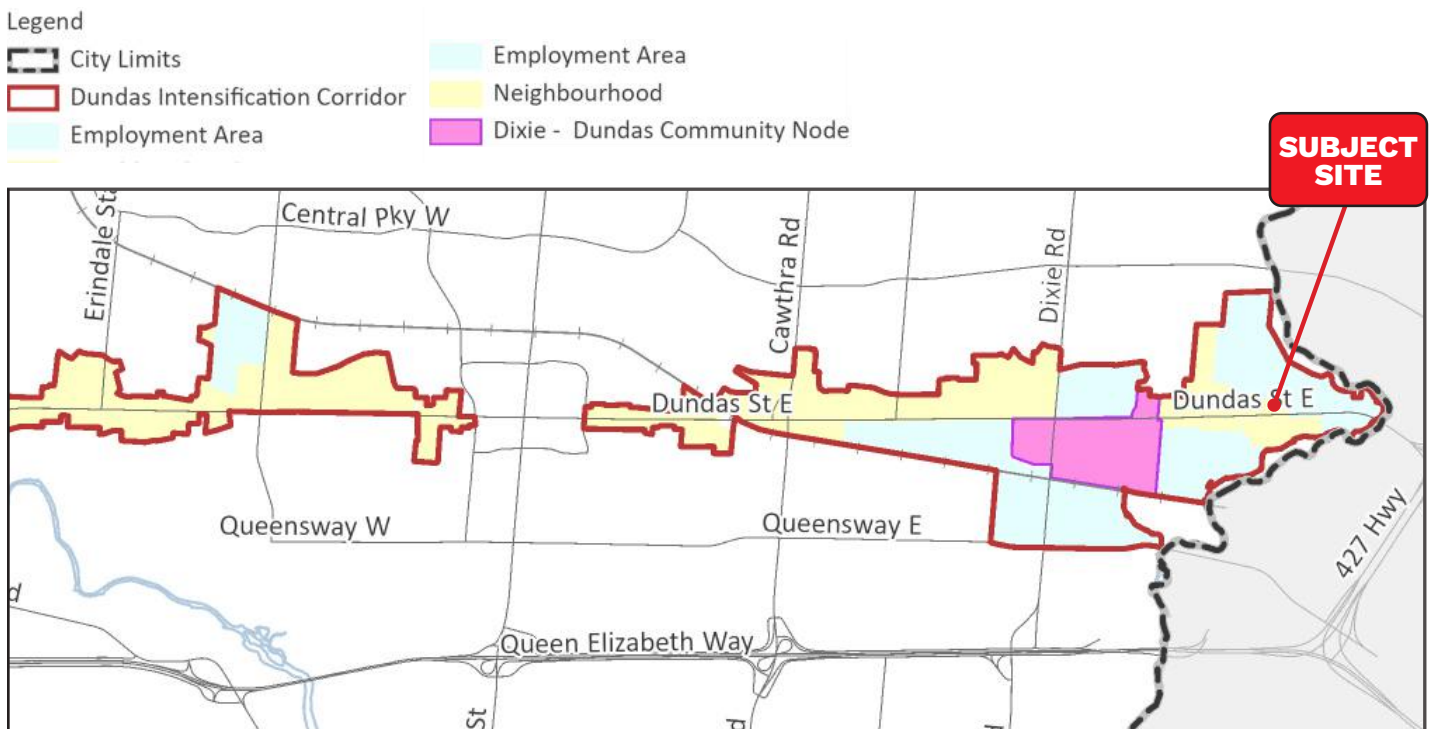 Legend
City Limits
Dundas Intensification Corridor
Employment Area
Employment Area
Neighbourhood
Dixie - Dundas Community Node
SUBJECT
SITE
Central Pky W
Erindale Sta
Cawthra Rd
Dixie Rd
Dundas St E
Dundas St E
Queensway W
Queensway E
427 Hwy
Queen Elizabeth Way
d
St
d
d